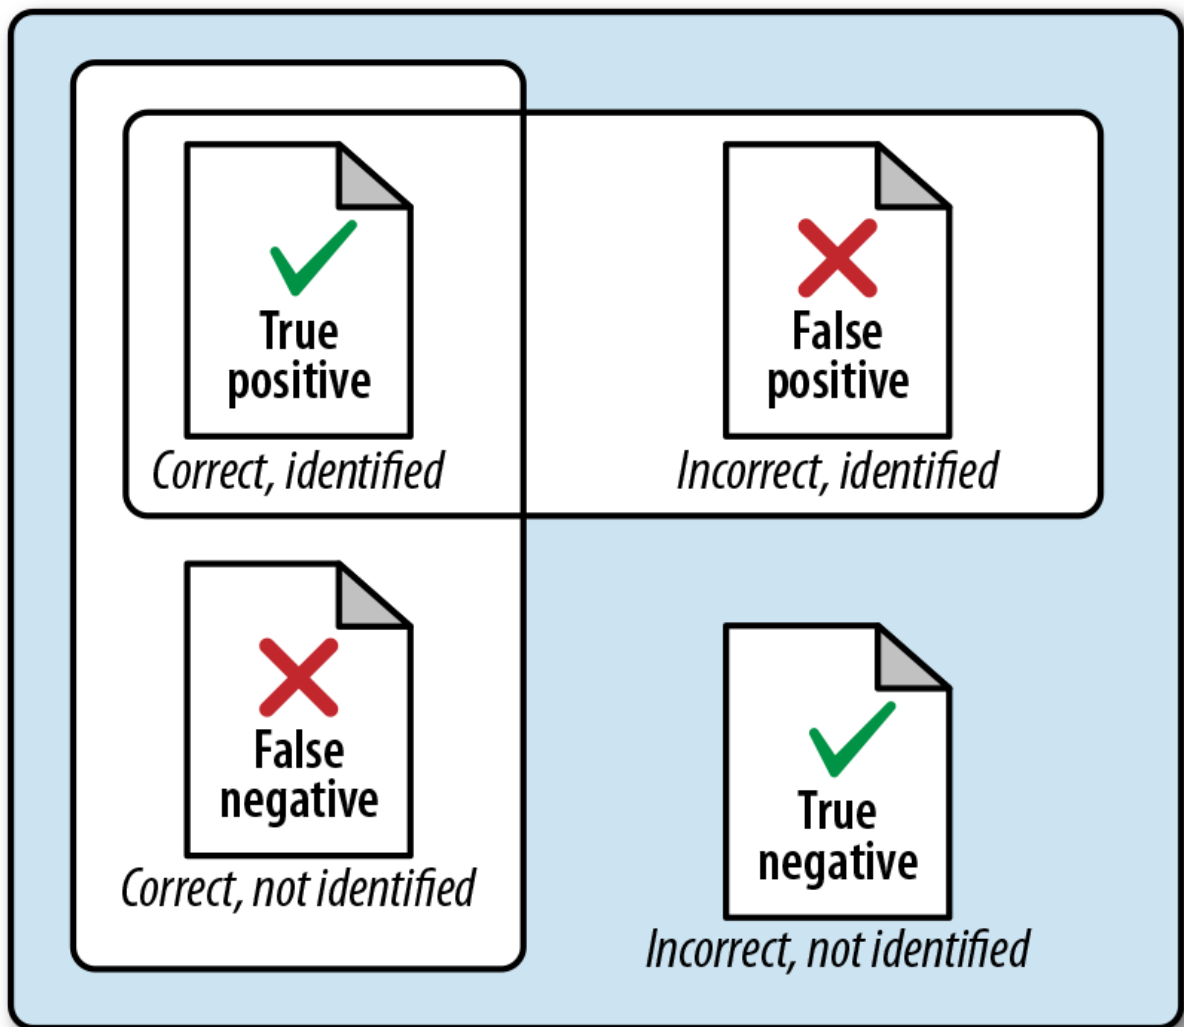 True
positive
Correct, identified
False
positive
Incorrect, identified
False
negative
Correct, not identified
True
negative
Incorrect, not identified